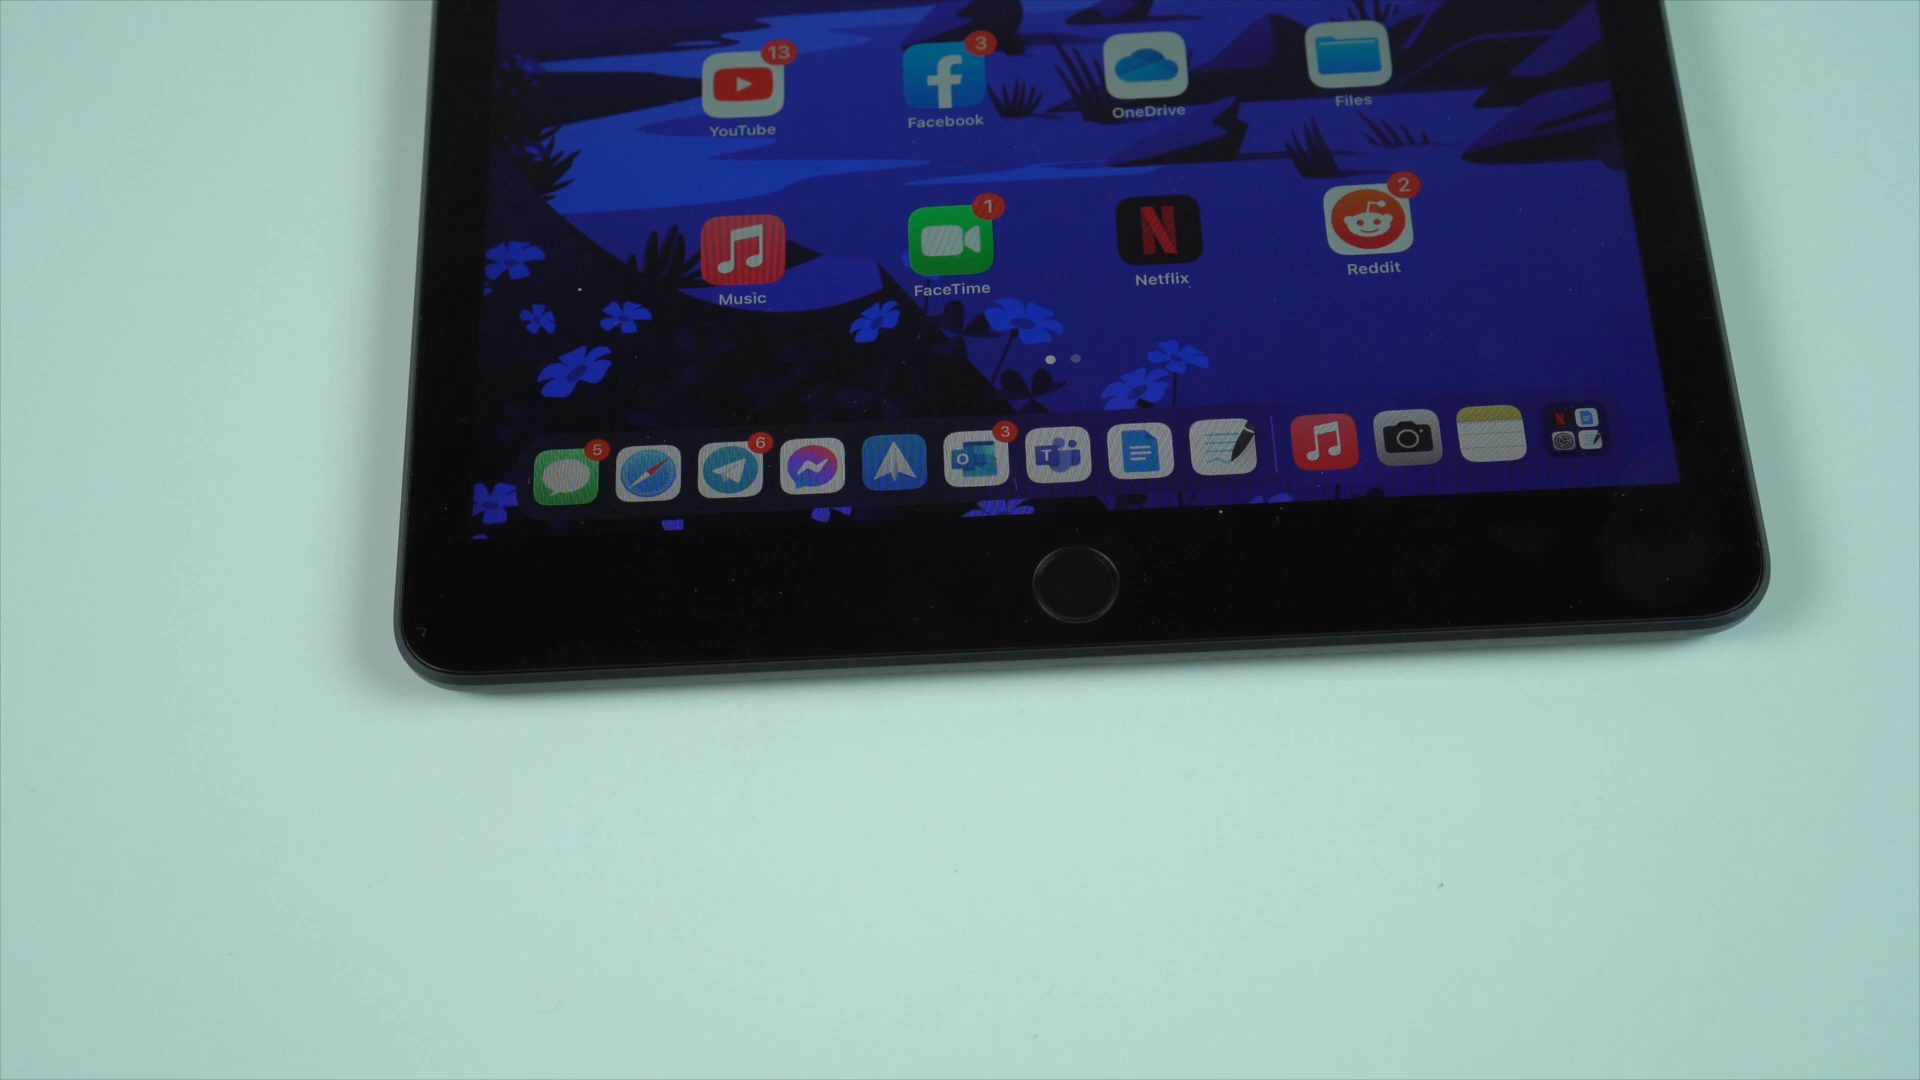 13
3
YouTube
Facebook
OneDrive
Files
1
2
Music
FaceTime
Netflix
Reddit
5
6
3